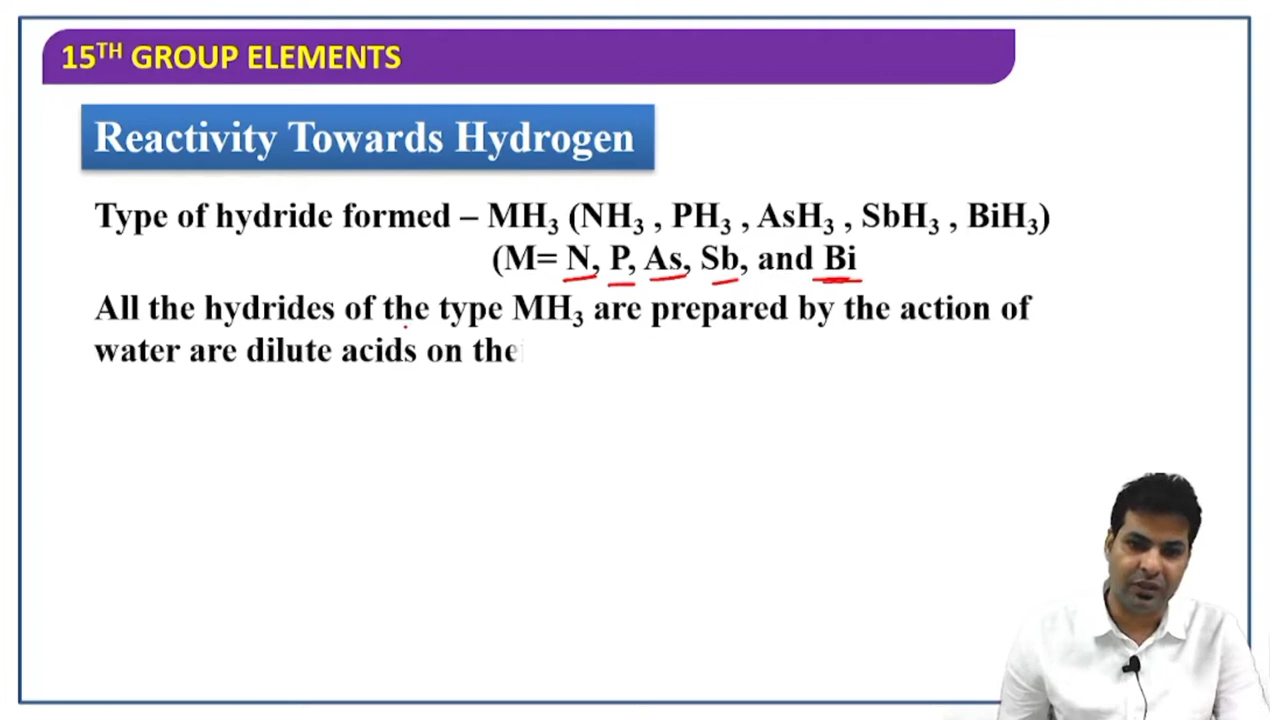 15TH GROUP ELEMENTS
Reactivity Towards Hydrogen
Type of hydride formed – MH3 (NH3 , PH3 , AsH3 , SbH3 , BiH3)
(M= N, P, As, Sb, and Bi
All the hydrides of the type MH3 are prepared by the action of
water are dilute acids on the